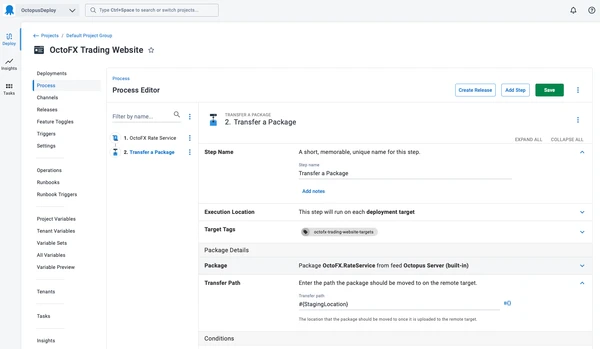 OctopusDeploy
Type Ctrl+Space to search or switch projects...
Deploy
Insights
Tasks
Projects / Default Project Group
OctoFX Trading Website
Deployments
Process
Channels
Releases
Feature Toggles
Triggers
Settings
Operations
Runbooks
Runbook Triggers
Project Variables
Tenant Variables
Variable Sets
All Variables
Variable Preview
Tenants
Tasks
Insights
Process
Process Editor
Create Release
Add Step
Save
Filter by name...
1. OctoFX Rate Service
2. Transfer a Package
TRANSFER A PACKAGE
2. Transfer a Package
EXPAND ALL
COLLAPSE ALL
Step Name
A short, memorable, unique name for this step.
Step name
Transfer a Package
Add notes
Execution Location
This step will run on each deployment target
Target Tags
octofx-trading-website-targets
Package Details
Package
Package OctoFX.RateService from feed Octopus Server (built-in)
Transfer Path
Enter the path the package should be moved to on the remote target.
Transfer path
#{StagingLocation}
#{}
The location that the package should be moved to once it is uploaded to the remote target.
Conditions